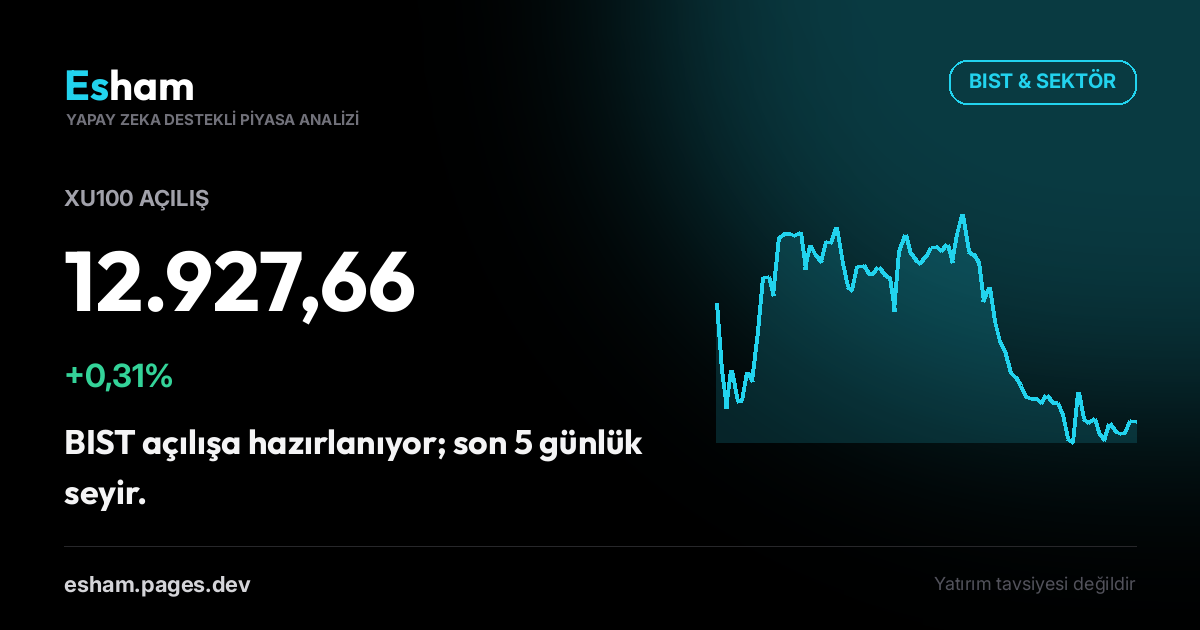 Esham
YAPAY ZEKA DESTEKLİ PİYASA ANALİZİ
BIST & SEKTÖR
XU100 AÇILIŞ
12.927,66
+0,31%
BIST açılışa hazırlanıyor; son 5 günlük
seyir.
esham.pages.dev
Yatırım tavsiyesi değildir